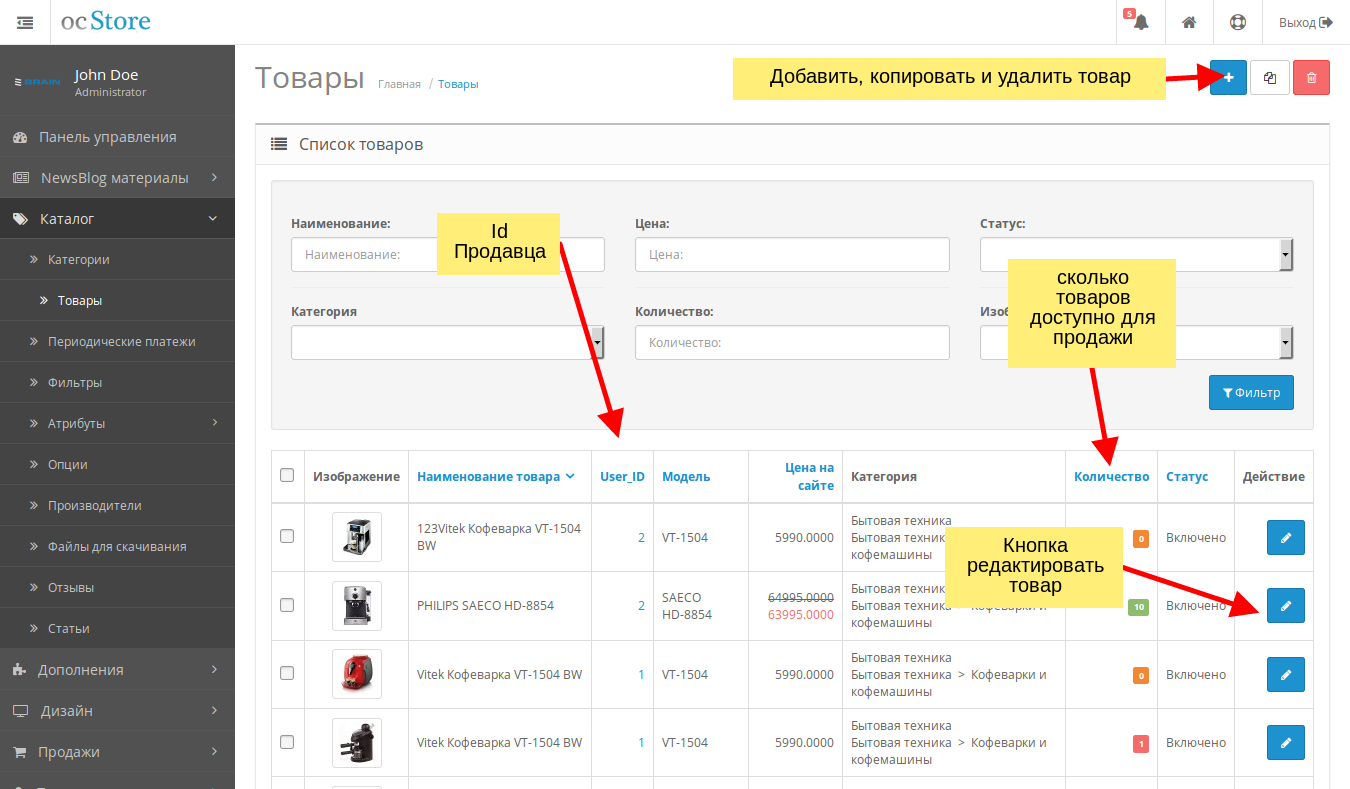 ocStore
5
Выход
John Doe
Administrator
Товары Главная / Товары
Добавить, копировать и удалить товар
Панель управления
NewsBlog материалы
Каталог
Категории
Товары
Периодические платежи
Фильтры
Атрибуты
Опции
Производители
Файлы для скачивания
Отзывы
Статьи
Дополнения
Дизайн
Продажи
Список товаров
Наименование: Цена: Статус:
Наименование: Цена:
Id
Продавца
сколько
товаров
доступно для
продажи
Категория Количество:
Количество:
Фильтр
Изображение Наименование товара User_ID Модель Цена на
сайте Категория Количество Статус Действие
123Vitek Кофеварка VT-1504
BW
2 VT-1504 5990.0000
Бытовая техника
Бытовая техника
кофемашины
0 Включено
Кнопка
редактировать
товар
PHILIPS SAECO HD-8854 2
SAECO
HD-8854
64995.0000
63995.0000
Бытовая техника
Бытовая техника > Кофеварки и
кофемашины
10 Включено
Vitek Кофеварка VT-1504 BW 1 VT-1504 5990.0000
Бытовая техника
Бытовая техника > Кофеварки и
кофемашины
0 Включено
Vitek Кофеварка VT-1504 BW 1 VT-1504 5990.0000
Бытовая техника
Бытовая техника > Кофеварки и
кофемашины
1 Включено